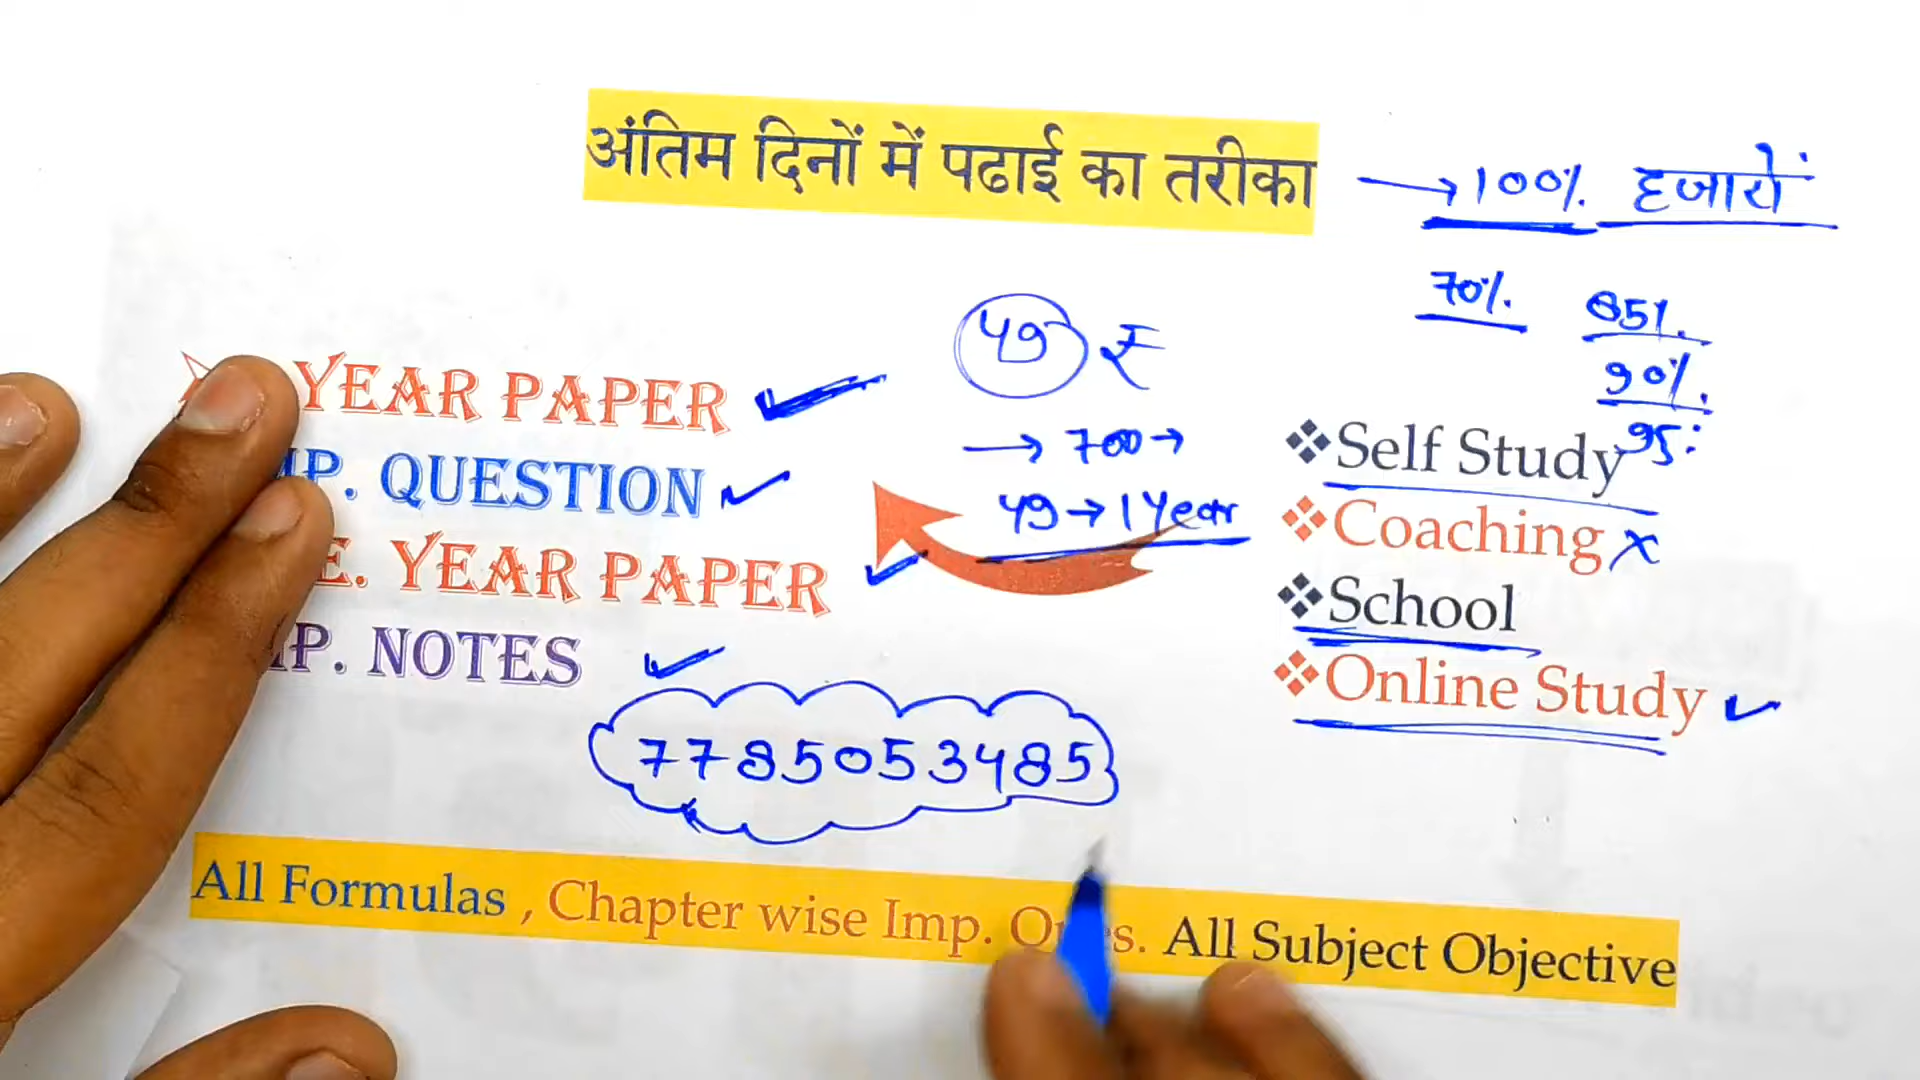 अंतिम दिनों में पढाई का तरीका → 100% हजारों
70% 85%
90%
95%
49 ₹
YEAR PAPER
→ 700 →
QUESTION
49 → 1 Year
YEAR PAPER
NOTES
❖Self Study
❖Coaching x
❖School
❖Online Study
7785053485
All Formulas , Chapter wise Imp. All Subject Objective